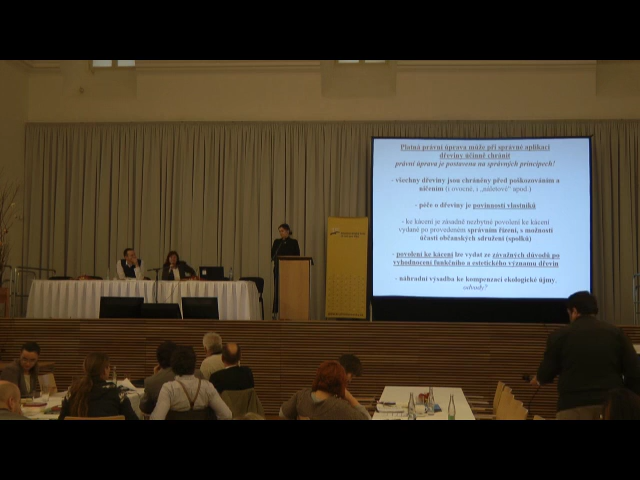 Platná právní úprava může při správné aplikaci
dřeviny účinně chránit
právní úprava je postavena na správných principech!
- všechny dřeviny jsou chráněny před poškozováním a
ničením (i ovocné, i „náletové" apod.)
- péče o dřeviny je povinností vlastníků
- ke kácení je zásadně nezbytné povolení ke kácení
vydané po provedeném správním řízení, s možností
účasti občanských sdružení (spolků)
- povolení ke kácení lze vydat ze závažných důvodů po
vyhodnocení funkčního a estetického významu dřevin
- náhradní výsadba ke kompenzaci ekologické újmy,
odvody?